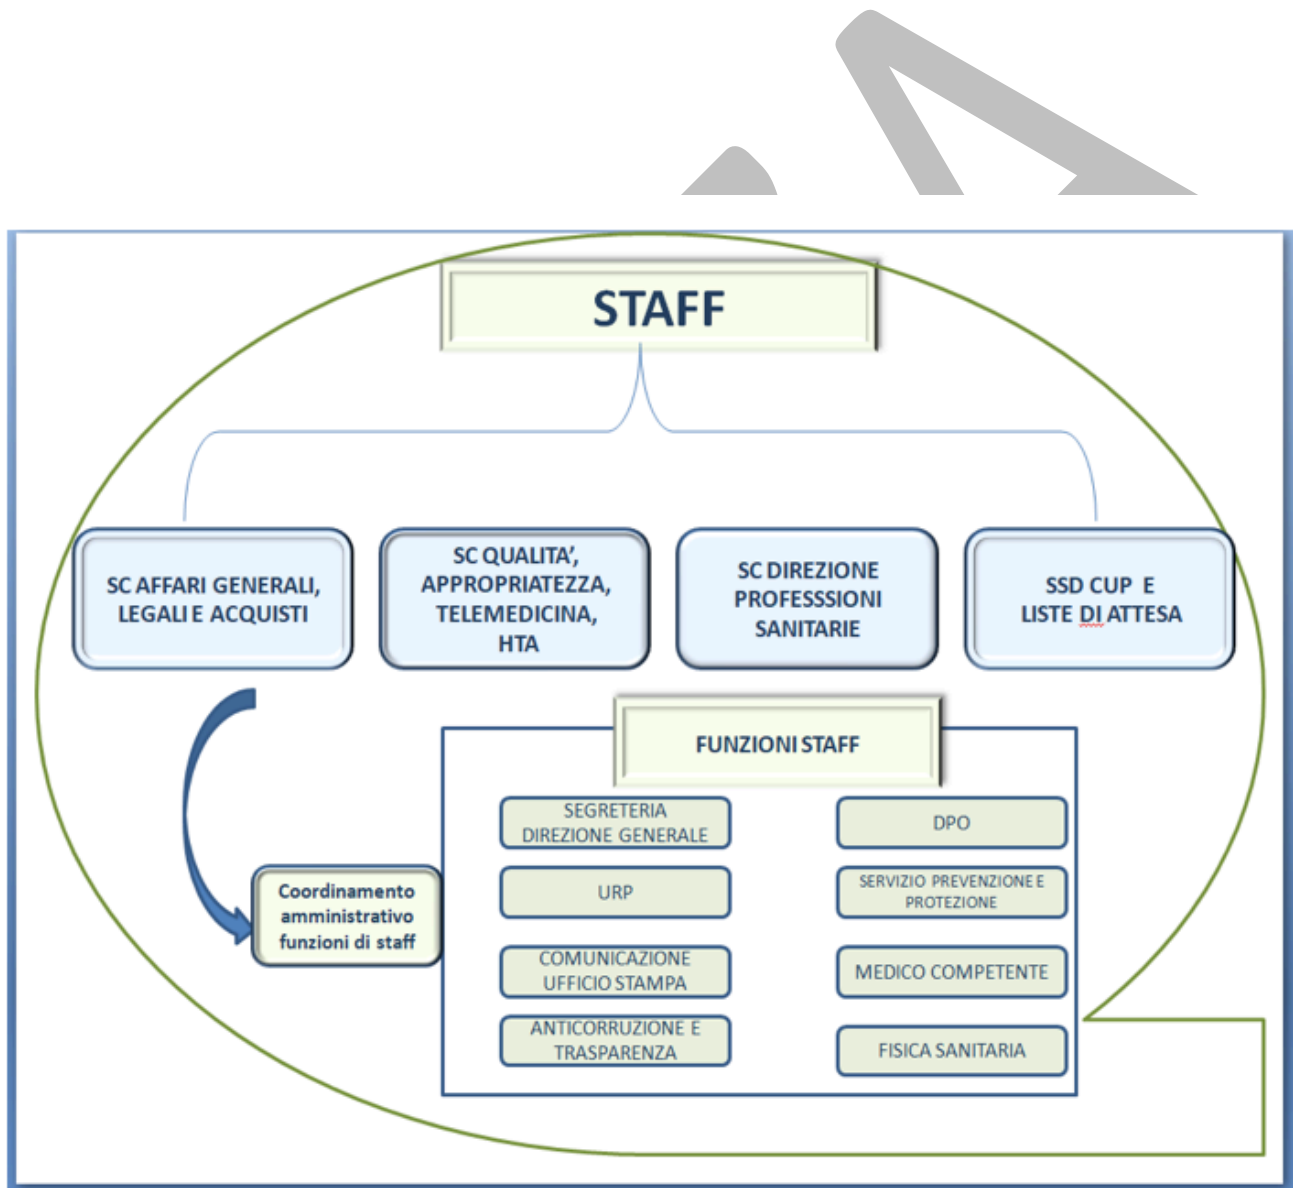 STAFF
SC AFFARI GENERALI,
LEGALI E ACQUISTI
SC QUALITA’,
APPROPRIATEZZA,
TELEMEDICINA,
HTA
SC DIREZIONE
PROFESSSIONI
SANITARIE
SSD CUP E
LISTE DI ATTESA
FUNZIONI STAFF
Coordinamento
amministrativo
funzioni di staff
SEGRETERIA
DIREZIONE GENERALE
URP
COMUNICAZIONE
UFFICIO STAMPA
ANTICORRUZIONE E
TRASPARENZA
DPO
SERVIZIO PREVENZIONE E
PROTEZIONE
MEDICO COMPETENTE
FISICA SANITARIA